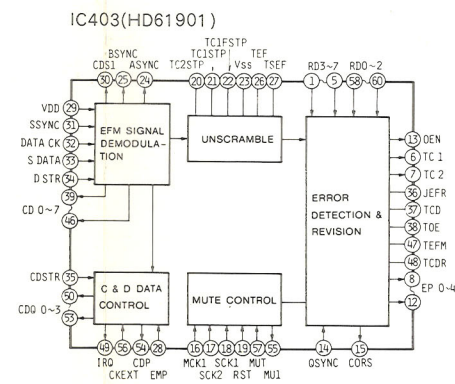 IC403(HD61901)
TC1FSTP
BSYNC TC1STP TEF
CDS1 ASYNC TC2STP Vss TSEF RD3~7 RD0~2
30 25 24 20 21 22 23 26 27 1 5 58 60
VDD 29
SSYNC 31
DATA CK 32
S DATA 33
D STR 34
39
CD 0~7
46
EFM SIGNAL
DEMODULA-
TION
UNSCRAMBLE
ERROR
DETECTION &
REVISION
13 OEN
6 TC 1
7 TC 2
36 JEFR
37 TCD
38 TOE
47 TEFM
48 TCDR
8
EP 0~4
12
CDSTR 35
50
CDQ 0~3
53
C & D DATA
CONTROL
MUTE CONTROL
49 56 54 28 16 17 18 19 57 55 14 15
IRQ CDP MCK1 SCK1 MUT QSYNC CORS
CKEXT EMP SCK2 RST MU1